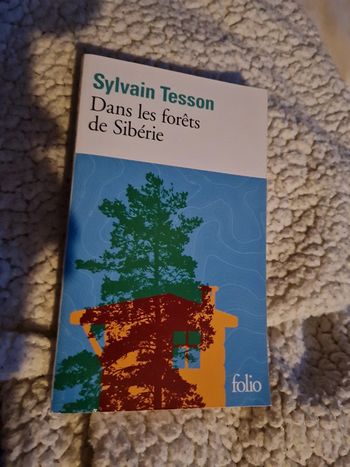 Sylvain Tesson
Dans les forêts
de Sibérie
folio